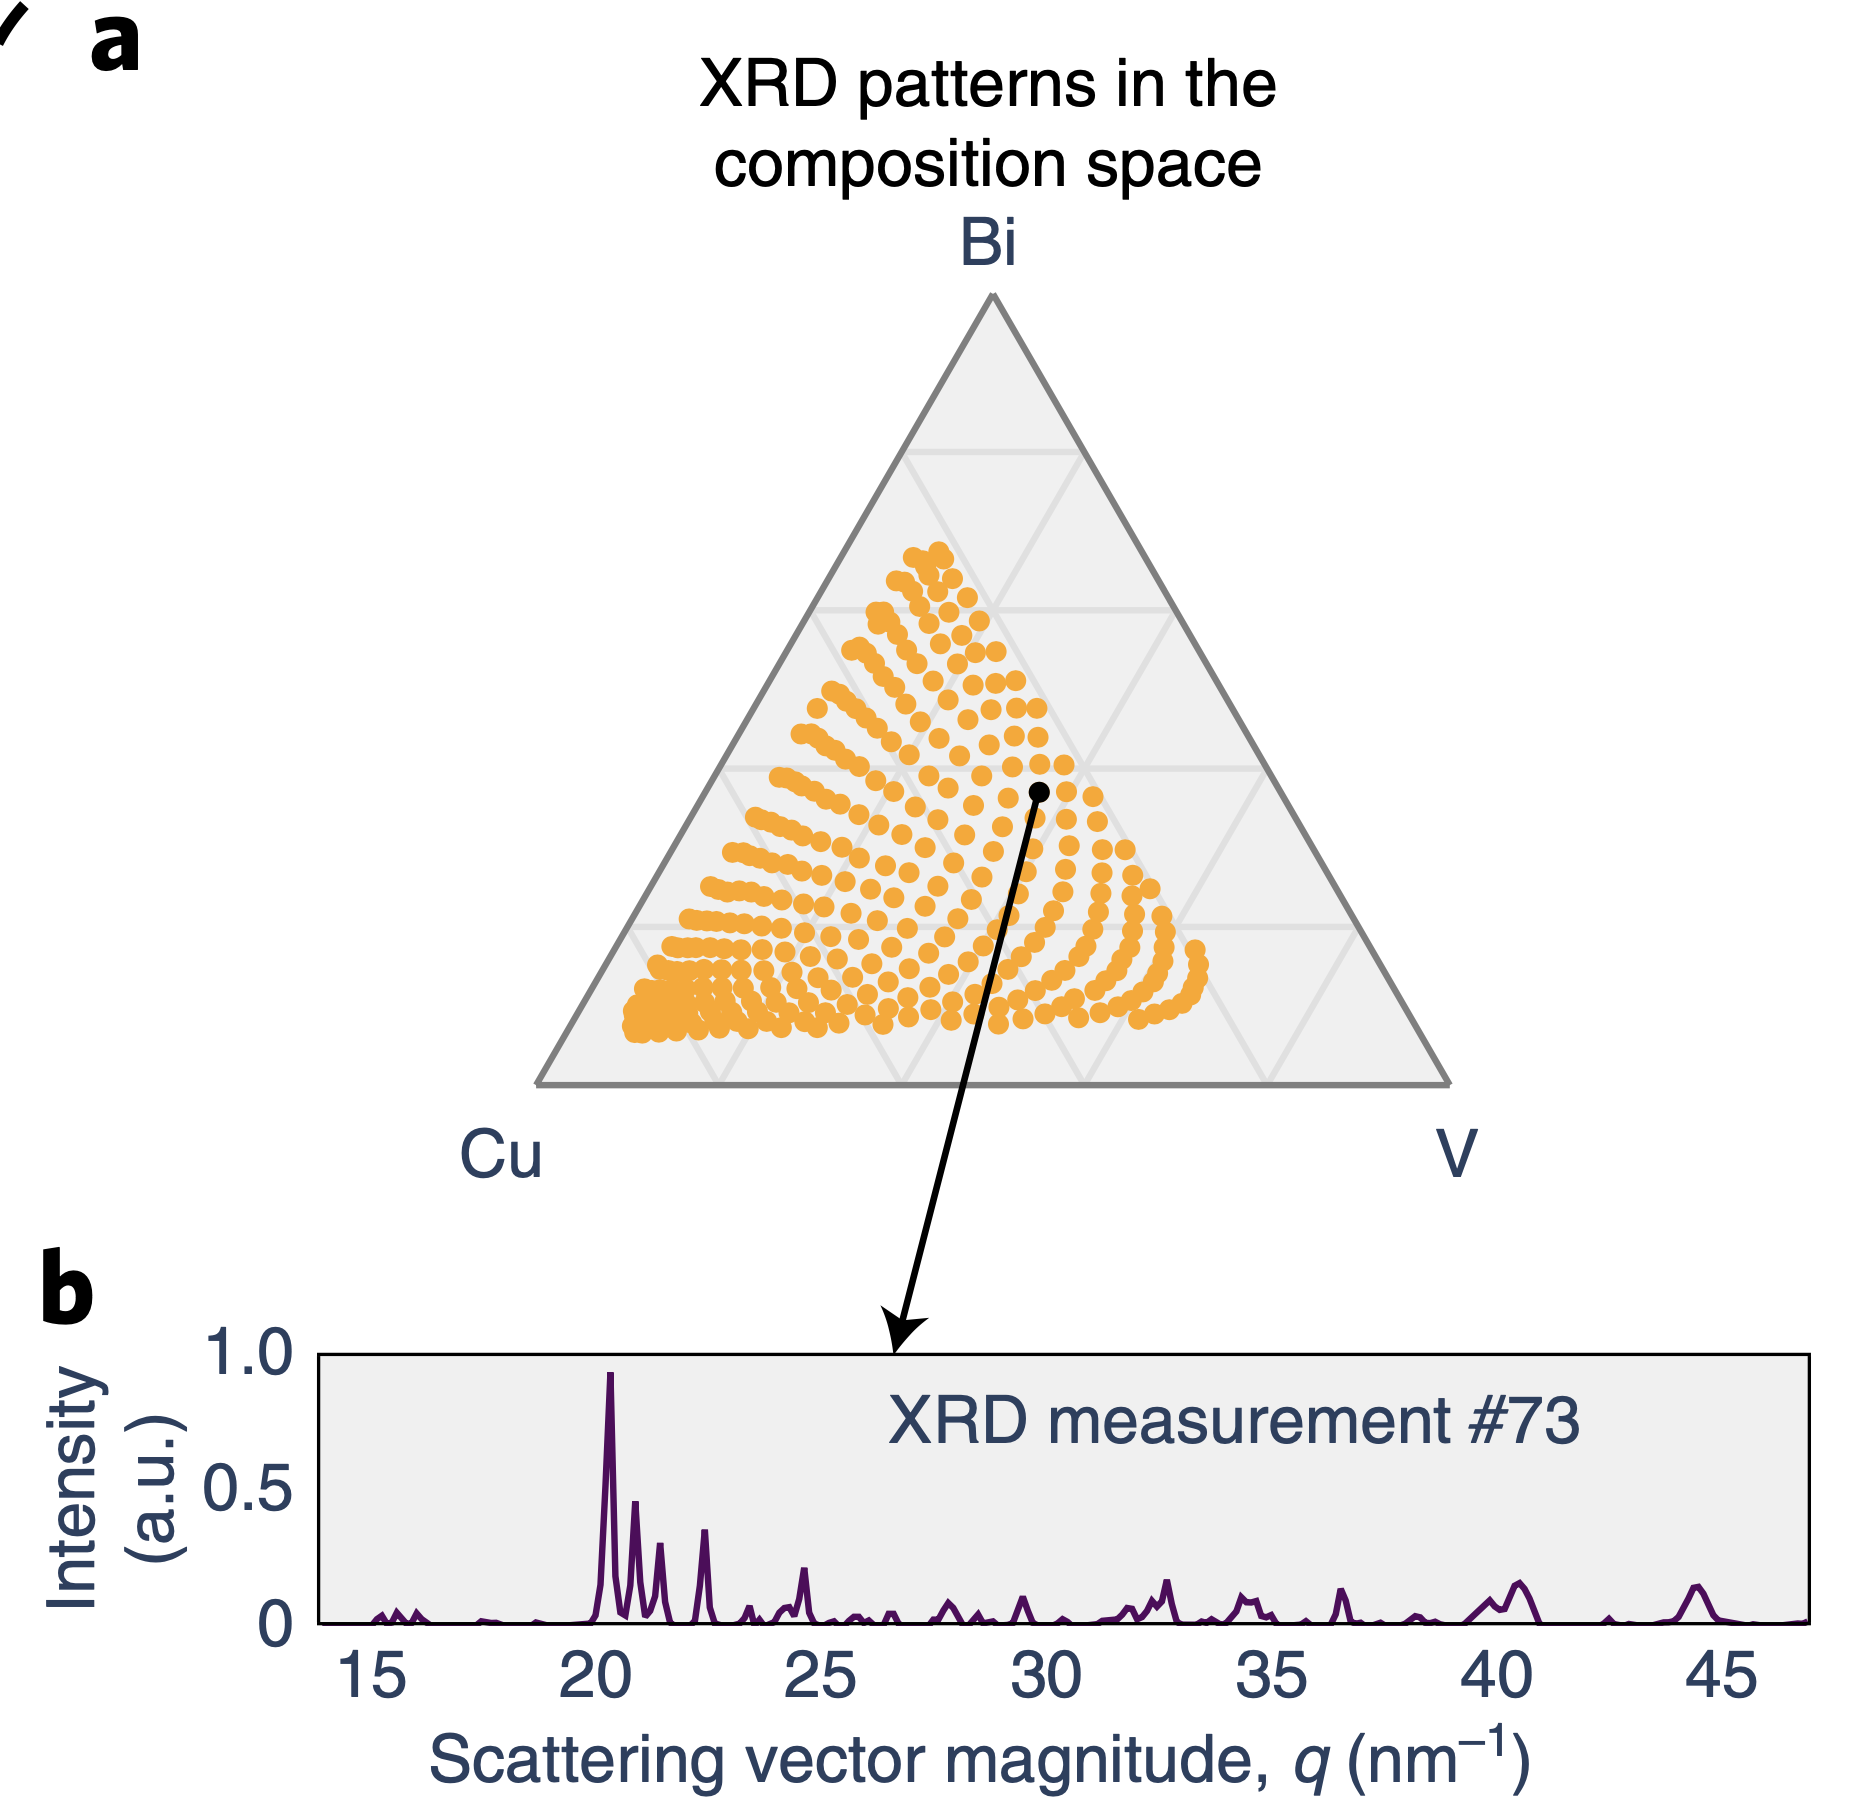 a
XRD patterns in the
composition space
Bi
Cu
V
b
Intensity
(a.u.)
1.0
0.5
0
XRD measurement #73
15 20 25 30 35 40 45
Scattering vector magnitude, q (nm⁻¹)